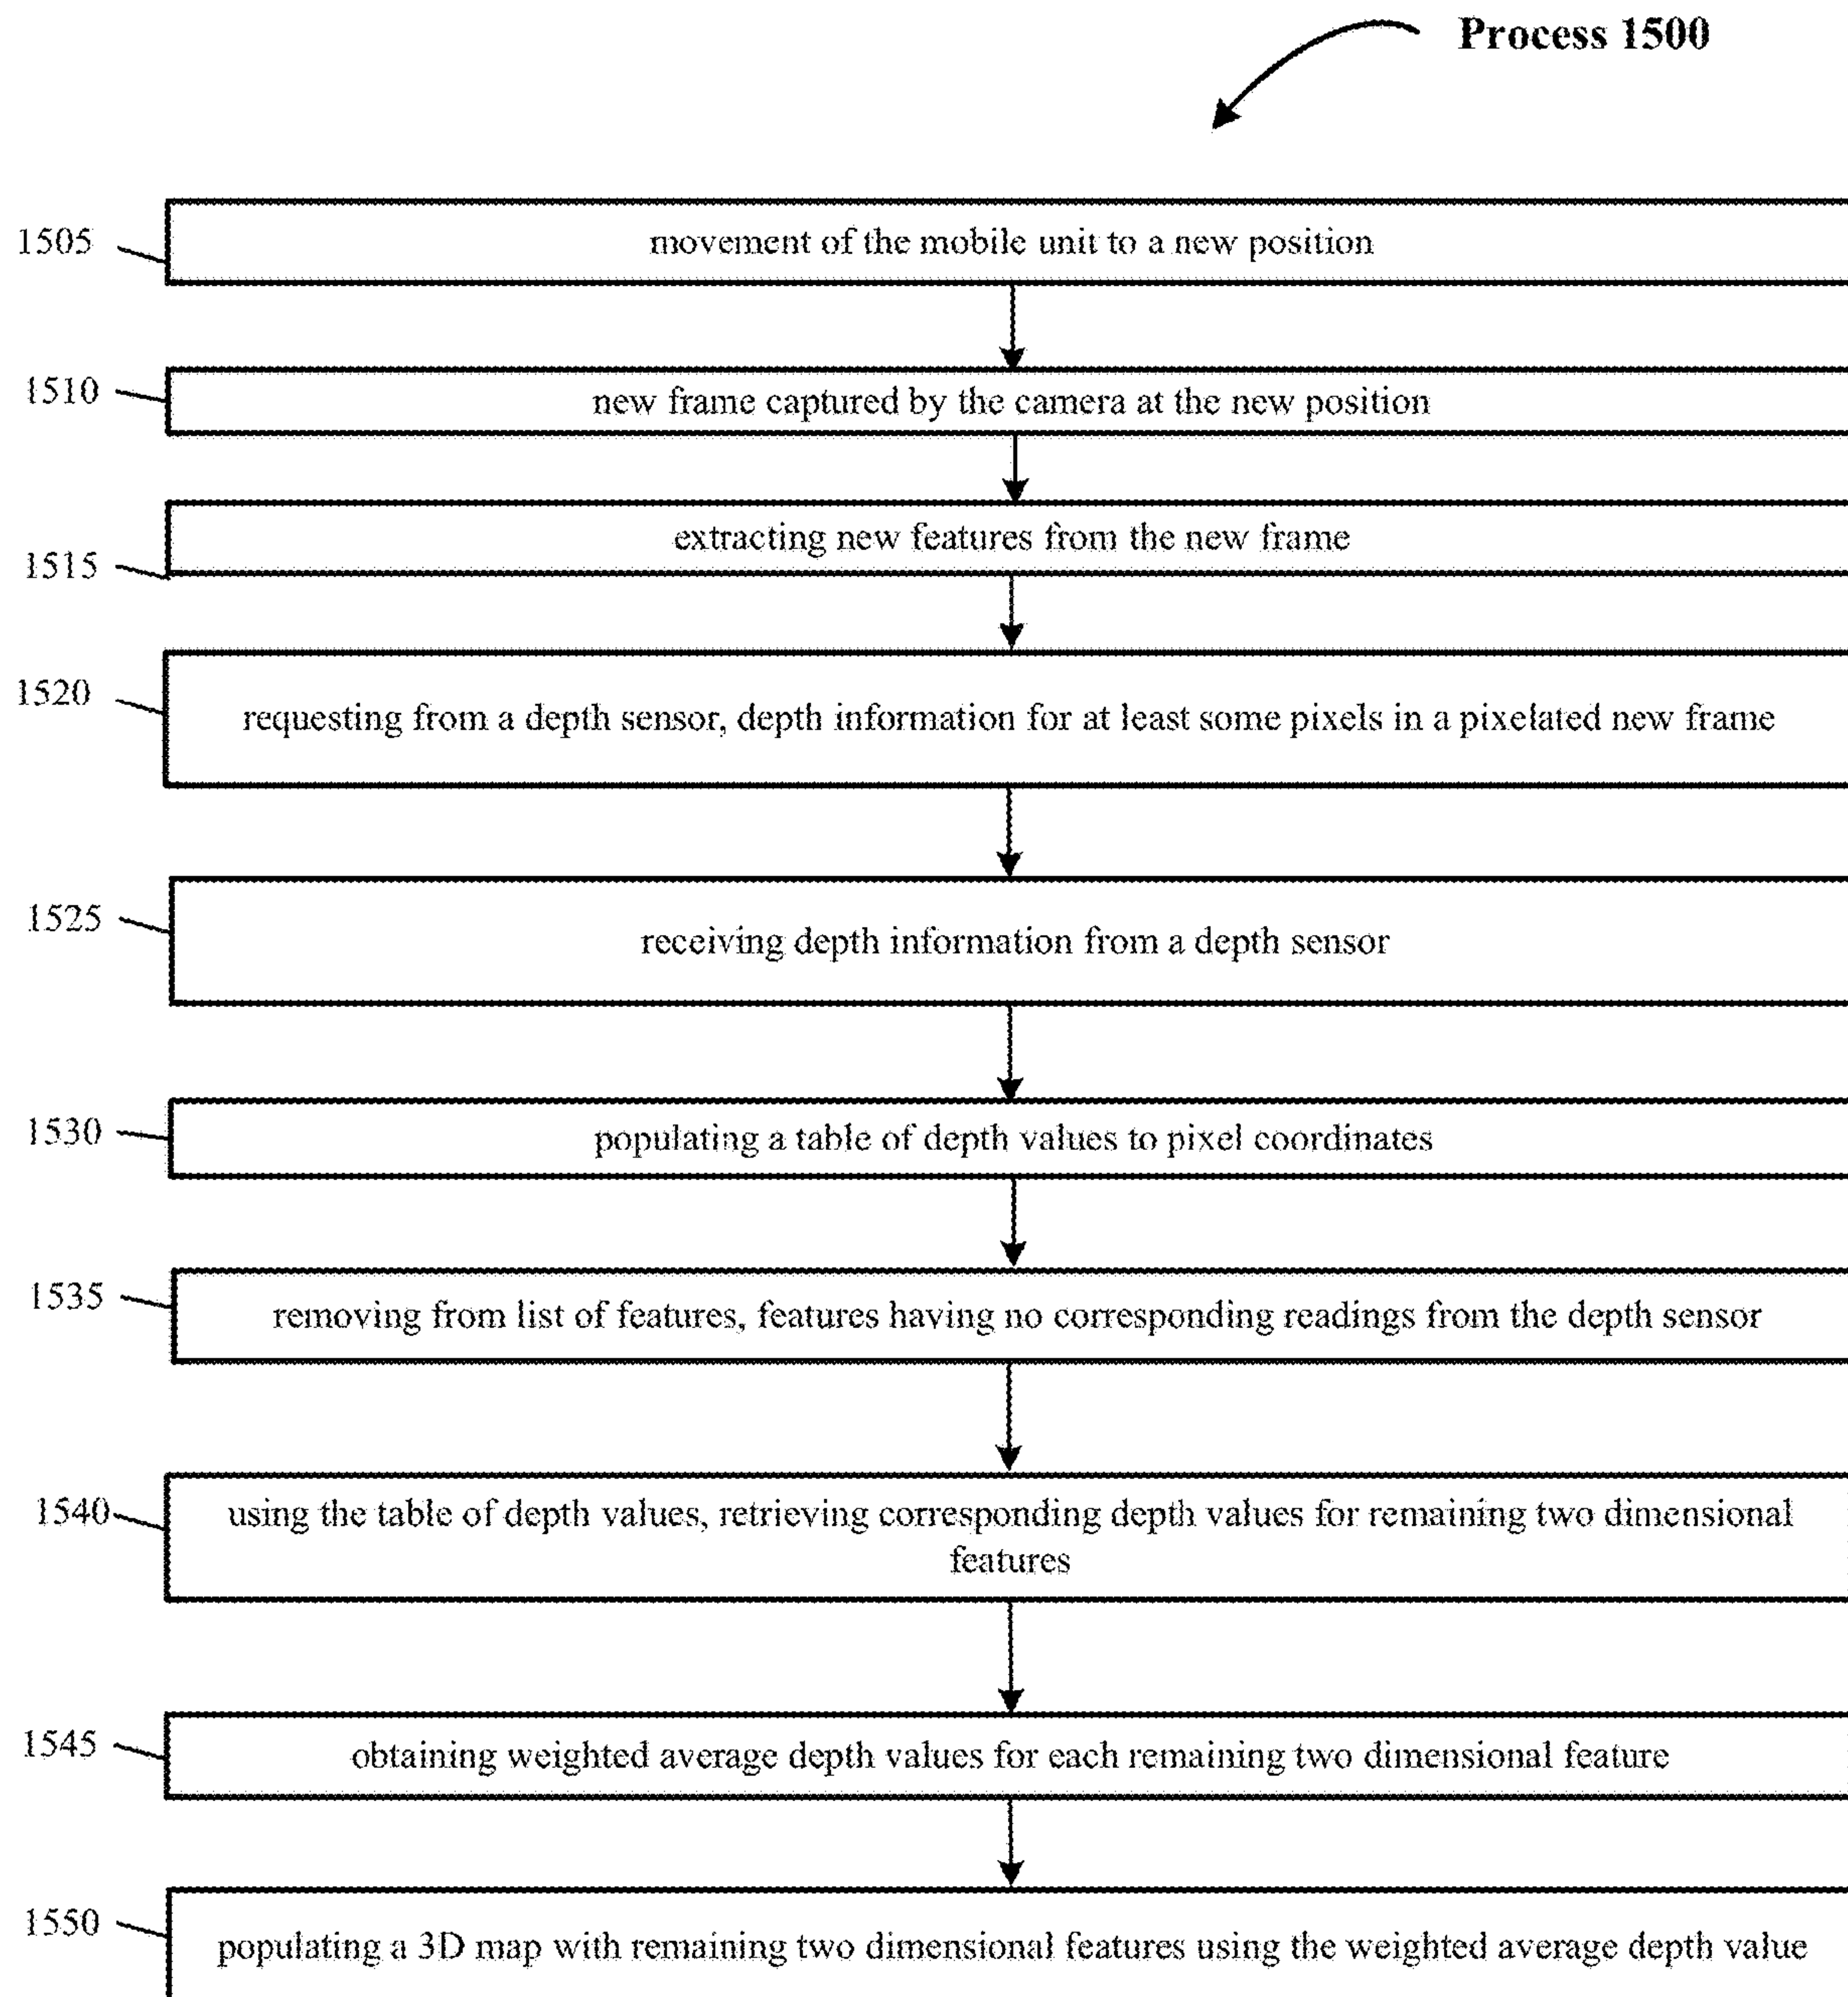 Process 1500
1505
movement of the mobile unit to a new position
1510
new frame captured by the camera at the new position
extracting new features from the new frame
1515
1520
requesting from a depth sensor, depth information for at least some pixels in a pixelated new frame
1525
receiving depth information from a depth sensor
1530
populating a table of depth values to pixel coordinates
1535
removing from list of features, features having no corresponding readings from the depth sensor
1540
using the table of depth values, retrieving corresponding depth values for remaining two dimensional
features
1545
obtaining weighted average depth values for each remaining two dimensional feature
1550
populating a 3D map with remaining two dimensional features using the weighted average depth value